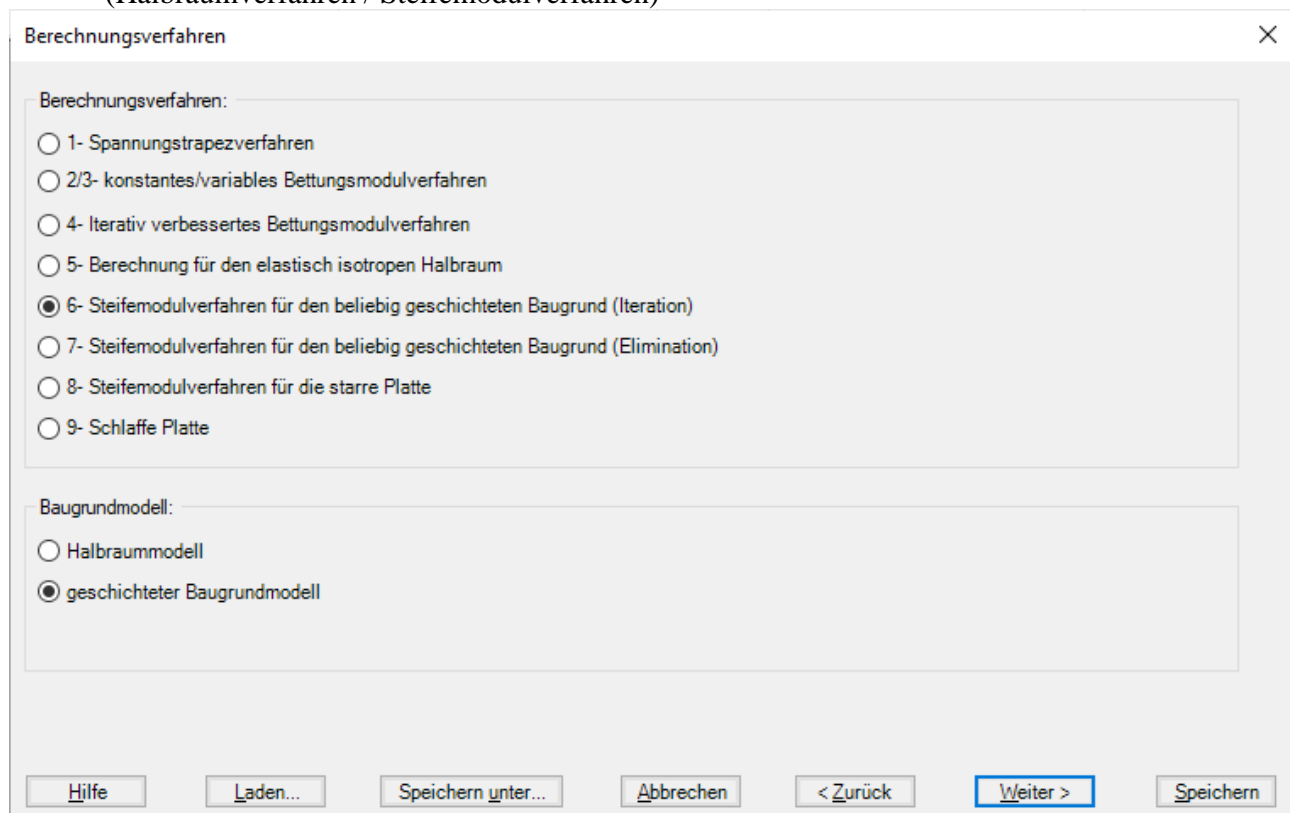 (Halbraumverfahren / Steifemodulverfahren)
Berechnungsverfahren
Berechnungsverfahren:
1- Spannungstrapezverfahren
2/3- konstantes/variables Bettungsmodulverfahren
4- Iterativ verbessertes Bettungsmodulverfahren
5- Berechnung für den elastisch isotropen Halbraum
6- Steifemodulverfahren für den beliebig geschichteten Baugrund (Iteration)
7- Steifemodulverfahren für den beliebig geschichteten Baugrund (Elimination)
8- Steifemodulverfahren für die starre Platte
9- Schlaffe Platte
Baugrundmodell:
Halbraummodell
geschichteter Baugrundmodell
Hilfe Laden... Speichern unter... Abbrechen < Zurück Weiter > Speichern